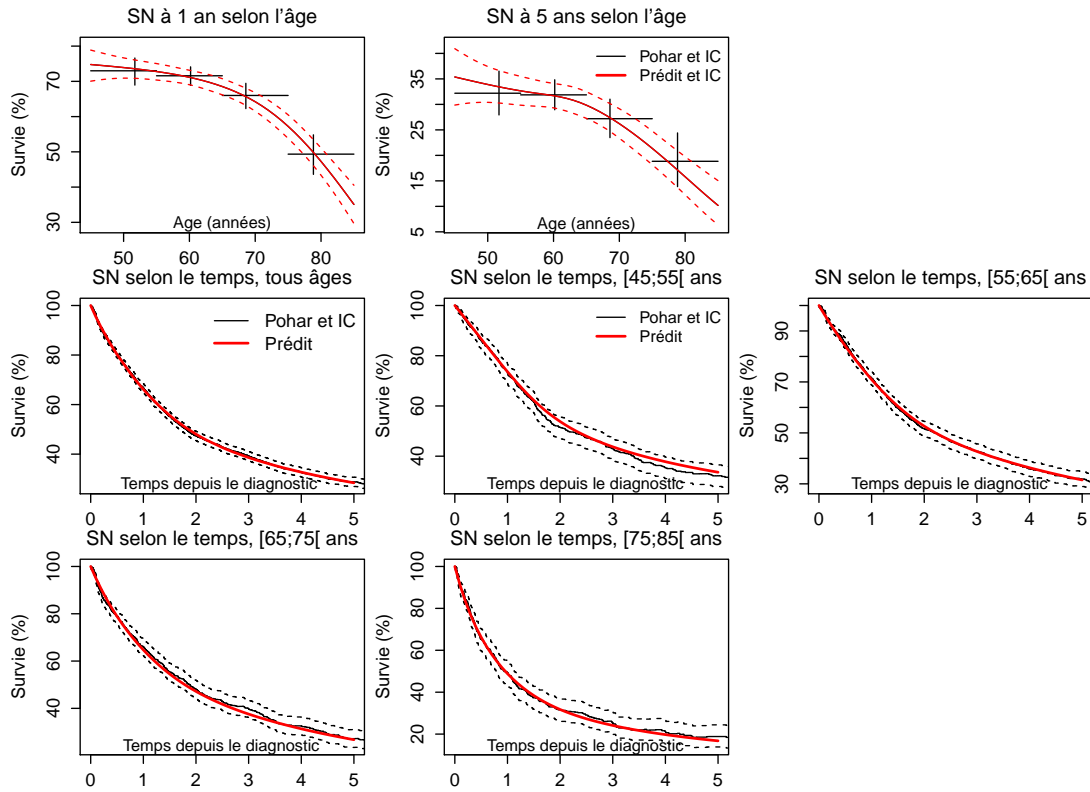 SN à 1 an selon l'âge
Survie (%)
30
50
70
Age (années)
50
60
70
80
SN à 5 ans selon l'âge
Pohar et IC
Prédit et IC
Survie (%)
5
15
25
35
Age (années)
50
60
70
80
SN selon le temps, tous âges
Pohar et IC
Prédit
Survie (%)
40
60
80
100
Temps depuis le diagnostic
0
1
2
3
4
5
SN selon le temps, [45;55[ ans
Pohar et IC
Prédit
Survie (%)
40
60
80
100
Temps depuis le diagnostic
0
1
2
3
4
5
SN selon le temps, [55;65[ ans
Survie (%)
30
50
70
90
Temps depuis le diagnostic
0
1
2
3
4
5
SN selon le temps, [65;75[ ans
Survie (%)
40
60
80
100
Temps depuis le diagnostic
0
1
2
3
4
5
SN selon le temps, [75;85[ ans
Survie (%)
20
40
60
80
100
Temps depuis le diagnostic
0
1
2
3
4
5